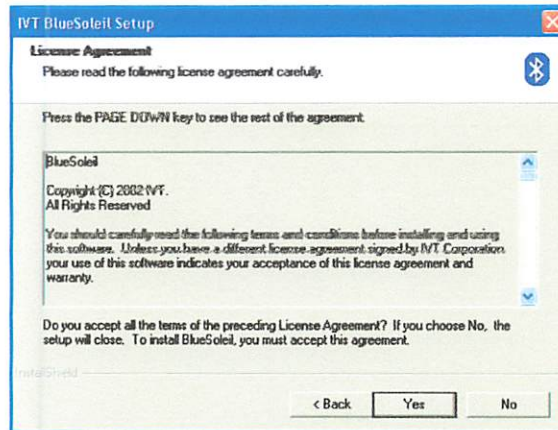 IVT BlueSoleil Setup
License Agreement
Please read the following license agreement carefully.
Press the PAGE DOWN key to see the rest of the agreement.
BlueSoleil
Copyright (C) 2002 IVT.
All Rights Reserved
You should carefully read the following terms and conditions before installing and using
this software. Unless you have a different license agreement signed by IVT Corporation
your use of this software indicates your acceptance of this license agreement and
warranty.
Do you accept all the terms of the preceding License Agreement? If you choose No, the
setup will close. To install BlueSoleil, you must accept this agreement.
InstallShield
< Back
Yes
No